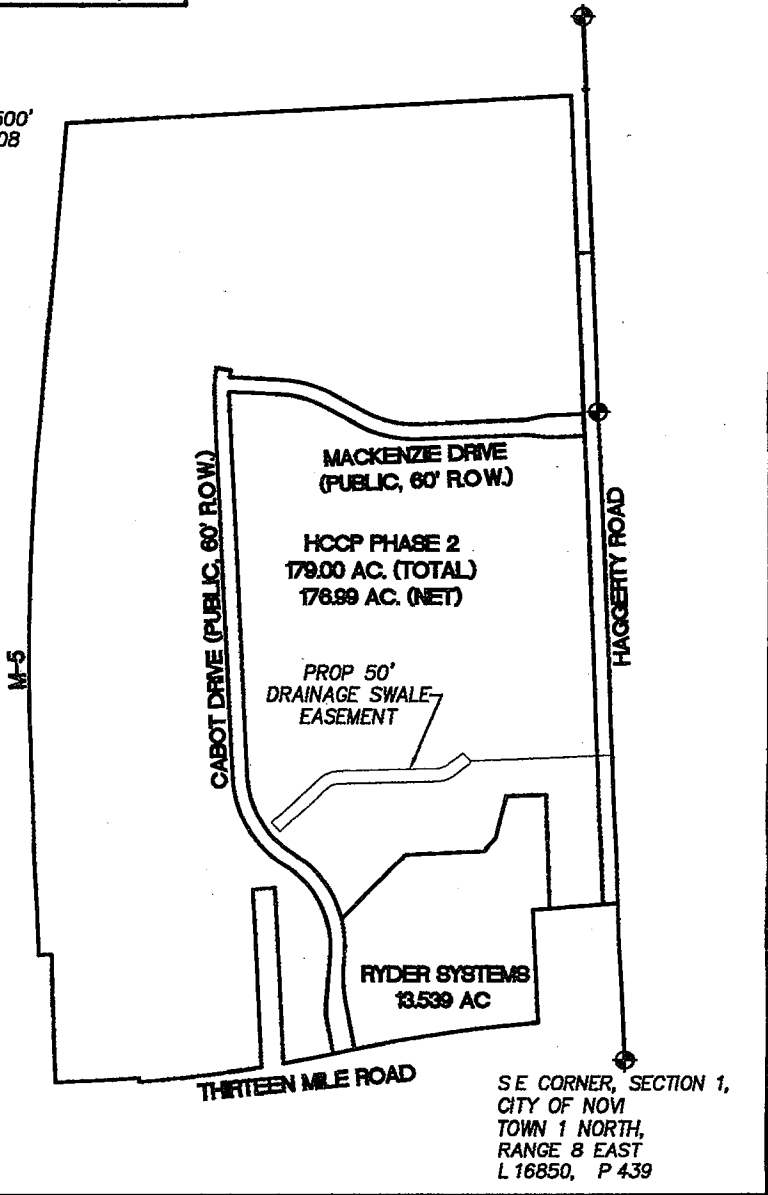 500'
08
MACKENZIE DRIVE
(PUBLIC, 60' R.O.W.)
HCCP PHASE 2
179.00 AC. (TOTAL)
176.99 AC. (NET)
CABOT DRIVE (PUBLIC, 60' R.O.W.)
HAGGERTY ROAD
M-5
PROP 50'
DRAINAGE SWALE
EASEMENT
RYDER SYSTEMS
13.539 AC
THIRTEEN MILE ROAD
S E CORNER, SECTION 1,
CITY OF NOVI
TOWN 1 NORTH,
RANGE 8 EAST
L 16850, P 439